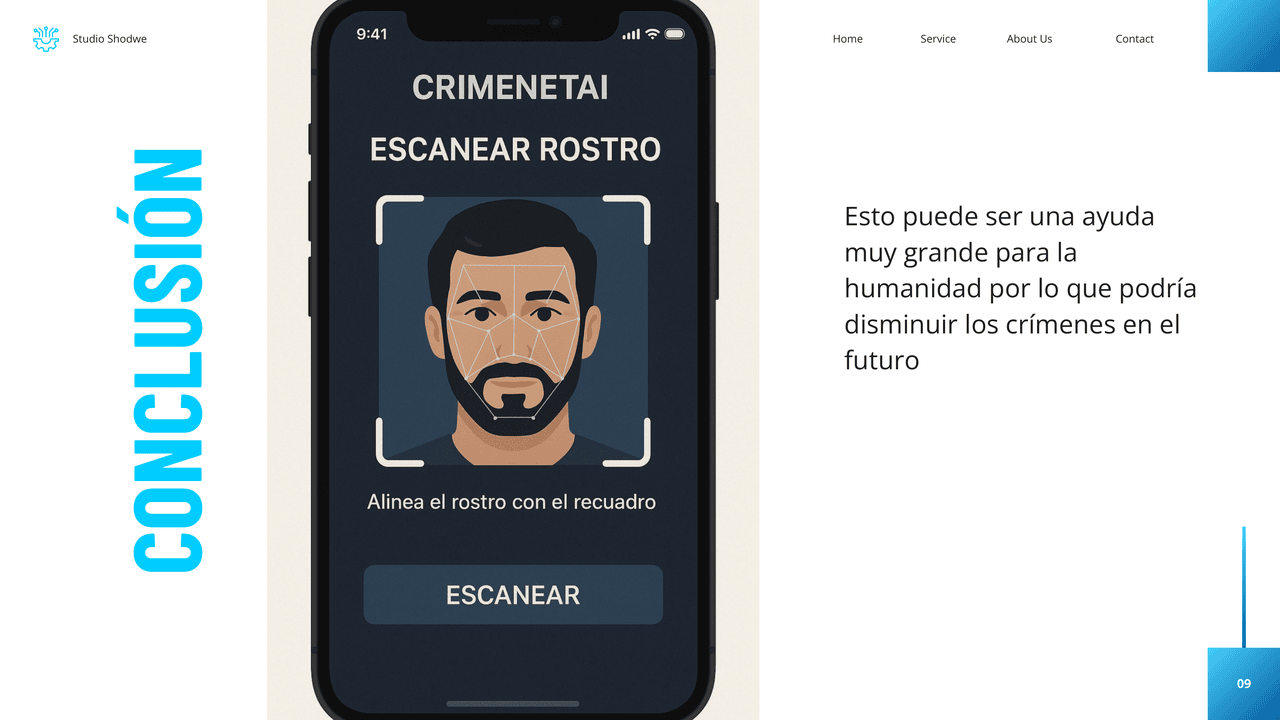 Studio Shodwe
Home
Service
About Us
Contact
CONCLUSIÓN
9:41
CRIMENETAI
ESCANEAR ROSTRO
Alinea el rostro con el recuadro
ESCANEAR
Esto puede ser una ayuda
muy grande para la
humanidad por lo que podría
disminuir los crímenes en el
futuro
09